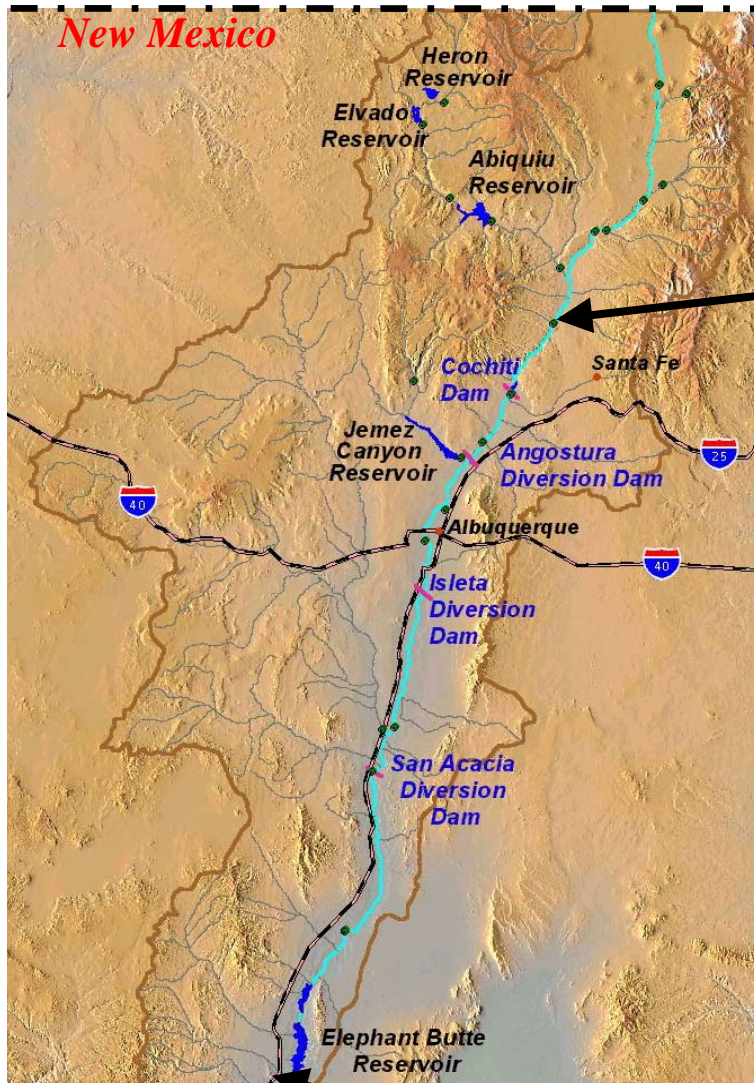 New Mexico
Heron
Reservoir
Elvado
Reservoir
Abiquiu
Reservoir
Cochiti
Dam
Santa Fe
Jemez
Canyon
Reservoir
Angostura
Diversion Dam
25
40
Albuquerque
40
Isleta
Diversion
Dam
San Acacia
Diversion
Dam
Elephant Butte
Reservoir